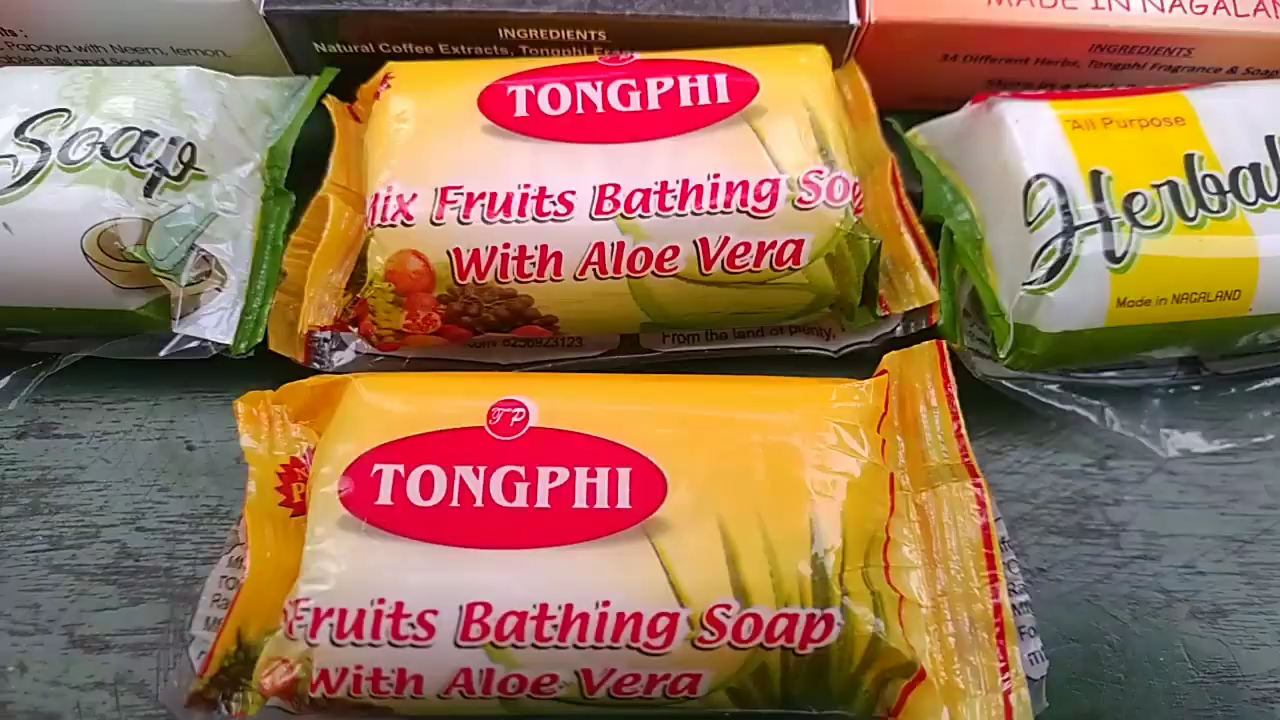 Papaya with Neem, lemon,
INGREDIENTS
Natural Coffee Extracts, Tongphi
MADE IN NAGALAN
INGREDIENTS
34 Different Herbs, Tongphi Fragrance & Soap
Soap
TONGPHI
Mix Fruits Bathing Soa
With Aloe Vera
8256923123
From the land of plenty,
All Purpose
Herbal
Made in NAGALAND
TP
TONGPHI
Fruits Bathing Soap
With Aloe Vera